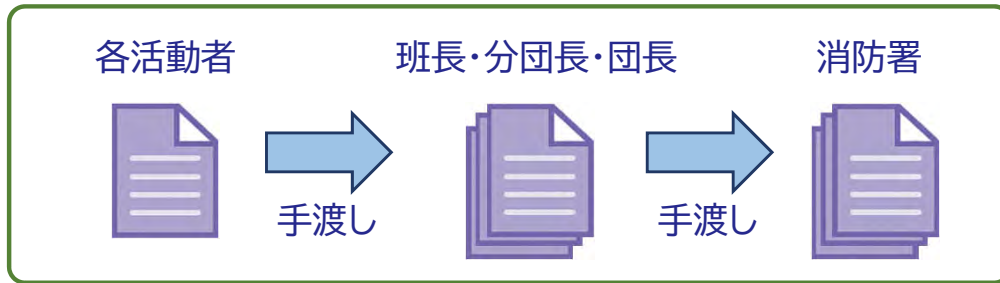 各活動者
班長・分団長・団長
消防署
手渡し
手渡し